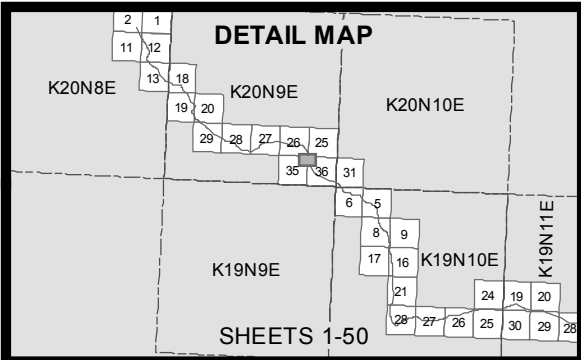 2 1
DETAIL MAP
11 12
K20N8E
13 18
K20N9E
K20N10E
19 20
29 28 27 26 25
35 36 31
6 5
8 9
K19N11E
17 16
K19N10E
K19N9E
21
24 19 20
28 27 26 25 30 29 28
SHEETS 1-50